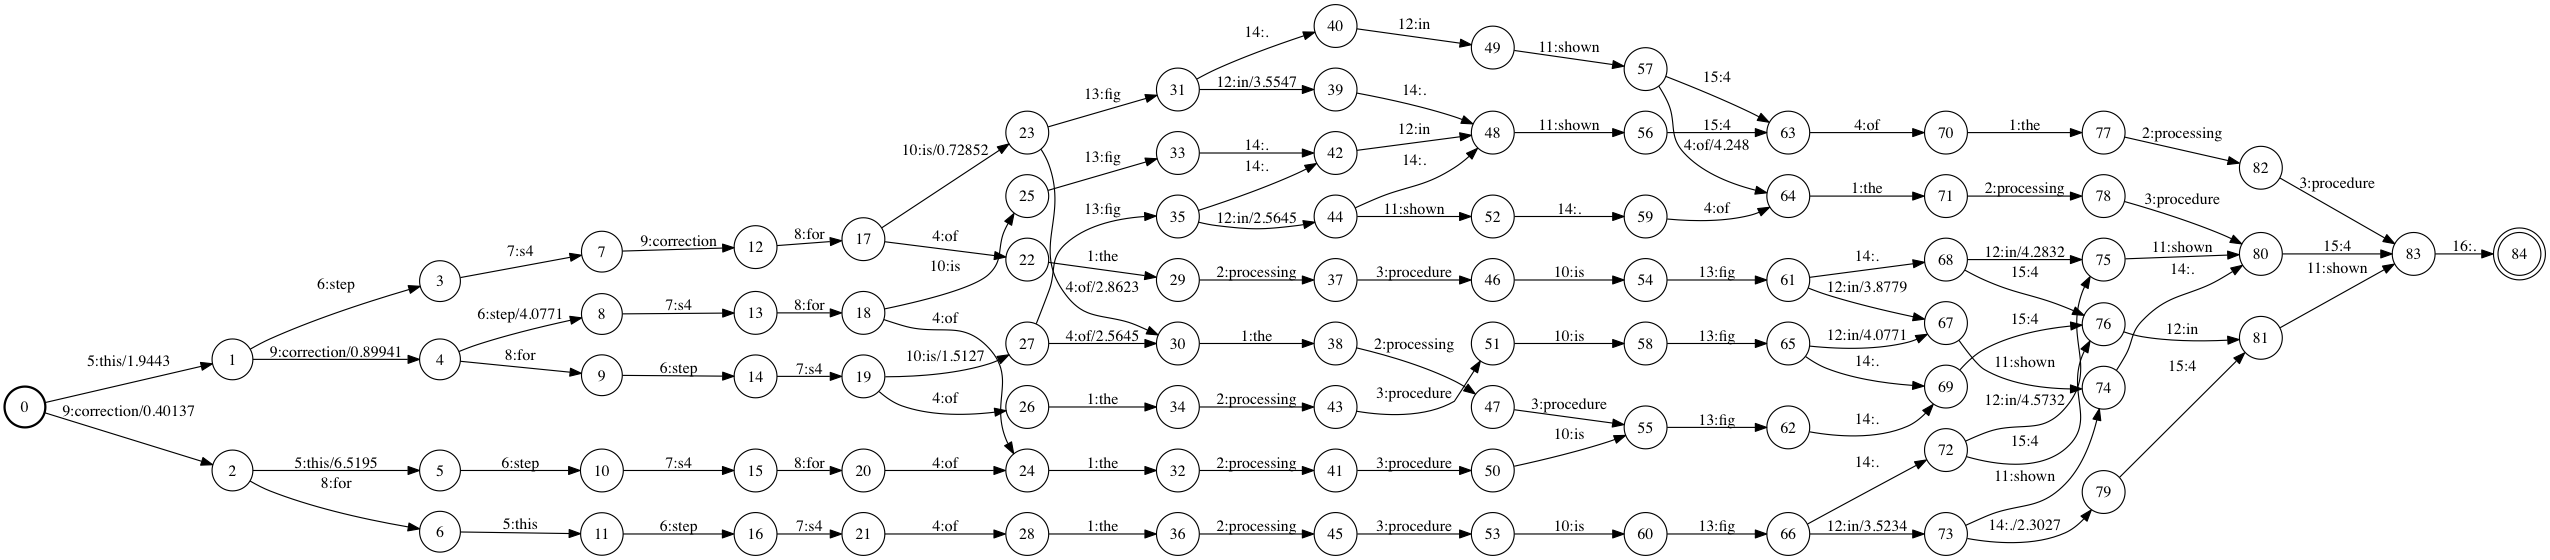 40
12:in
49
11:shown
57
14:.
15:4
31
12:in/3.5547
39
14:.
13:fig
23
10:is/0.72852
33
14:.
42
12:in
48
11:shown
56
15:4
63
4:of
70
1:the
77
2:processing
82
3:procedure
13:fig
25
14:.
14:.
4:of/4.248
35
12:in/2.5645
44
11:shown
52
14:.
59
4:of
64
1:the
71
2:processing
78
3:procedure
13:fig
6:step
3
7:s4
7
9:correction
12
8:for
17
4:of
10:is
22
1:the
29
2:processing
37
3:procedure
46
10:is
54
13:fig
61
14:.
68
12:in/4.2832
75
11:shown
80
15:4
83
16:.
84
15:4
14:.
11:shown
12:in/3.8779
4:of/2.8623
6:step/4.0771
8
7:s4
13
8:for
18
4:of
27
4:of/2.5645
30
1:the
38
2:processing
51
10:is
58
13:fig
65
12:in/4.0771
67
15:4
76
12:in
81
5:this/1.9443
1
9:correction/0.89941
4
8:for
9
6:step
14
7:s4
19
10:is/1.5127
4:of
14:.
11:shown
69
74
15:4
0
9:correction/0.40137
26
1:the
34
2:processing
43
3:procedure
47
3:procedure
55
13:fig
62
14:.
12:in/4.5732
10:is
2
5:this/6.5195
5
6:step
10
7:s4
15
8:for
20
4:of
24
1:the
32
2:processing
41
3:procedure
50
14:.
72
15:4
11:shown
79
8:for
6
5:this
11
6:step
16
7:s4
21
4:of
28
1:the
36
2:processing
45
3:procedure
53
10:is
60
13:fig
66
12:in/3.5234
73
14:./2.3027